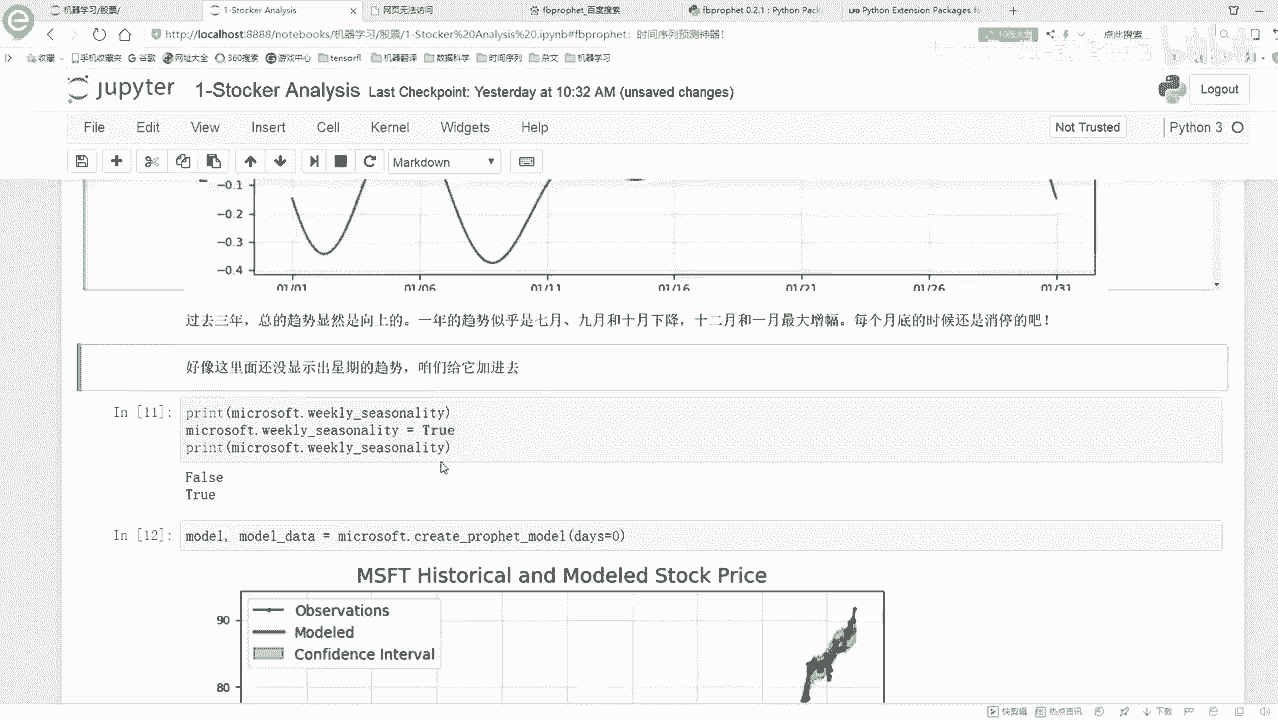 机器学习/股票/
1-Stocker Analysis
网页无法访问
fbprophet_百度搜索
fbprophet 0.2.1 : Python Pack
Python Extension Packages fo
http://localhost:8888/notebooks/机器学习/股票/1-Stocker%20Analysis%20.ipynb#fbprophet: 时间序列预测神器!
点此搜索
收藏 手机收藏夹 谷歌 网址大全 360搜索 游戏中心 tensorfl 机器翻译 数据科学 时间序列 杂文 机器学习
jupyter 1-Stocker Analysis Last Checkpoint: Yesterday at 10:32 AM (unsaved changes)
Logout
File Edit View Insert Cell Kernel Widgets Help
Not Trusted
Python 3
Markdown
−0.1
−0.2
−0.3
−0.4
01/01 01/06 01/11 01/16 01/21 01/26 01/31
过去三年，总的趋势显然是向上的。一年的趋势似乎是七月、九月和十月下降，十二月和一月最大增幅。每个月底的时候还是消停的吧！
好像这里面还没显示出星期的趋势，咱们给它加进去
In [11]: print(microsoft.weekly_seasonality)
microsoft.weekly_seasonality = True
print(microsoft.weekly_seasonality)
False
True
In [12]: model, model_data = microsoft.create_prophet_model(days=0)
MSFT Historical and Modeled Stock Price
Observations
Modeled
Confidence Interval
90
80
快剪辑 热点资讯 下载